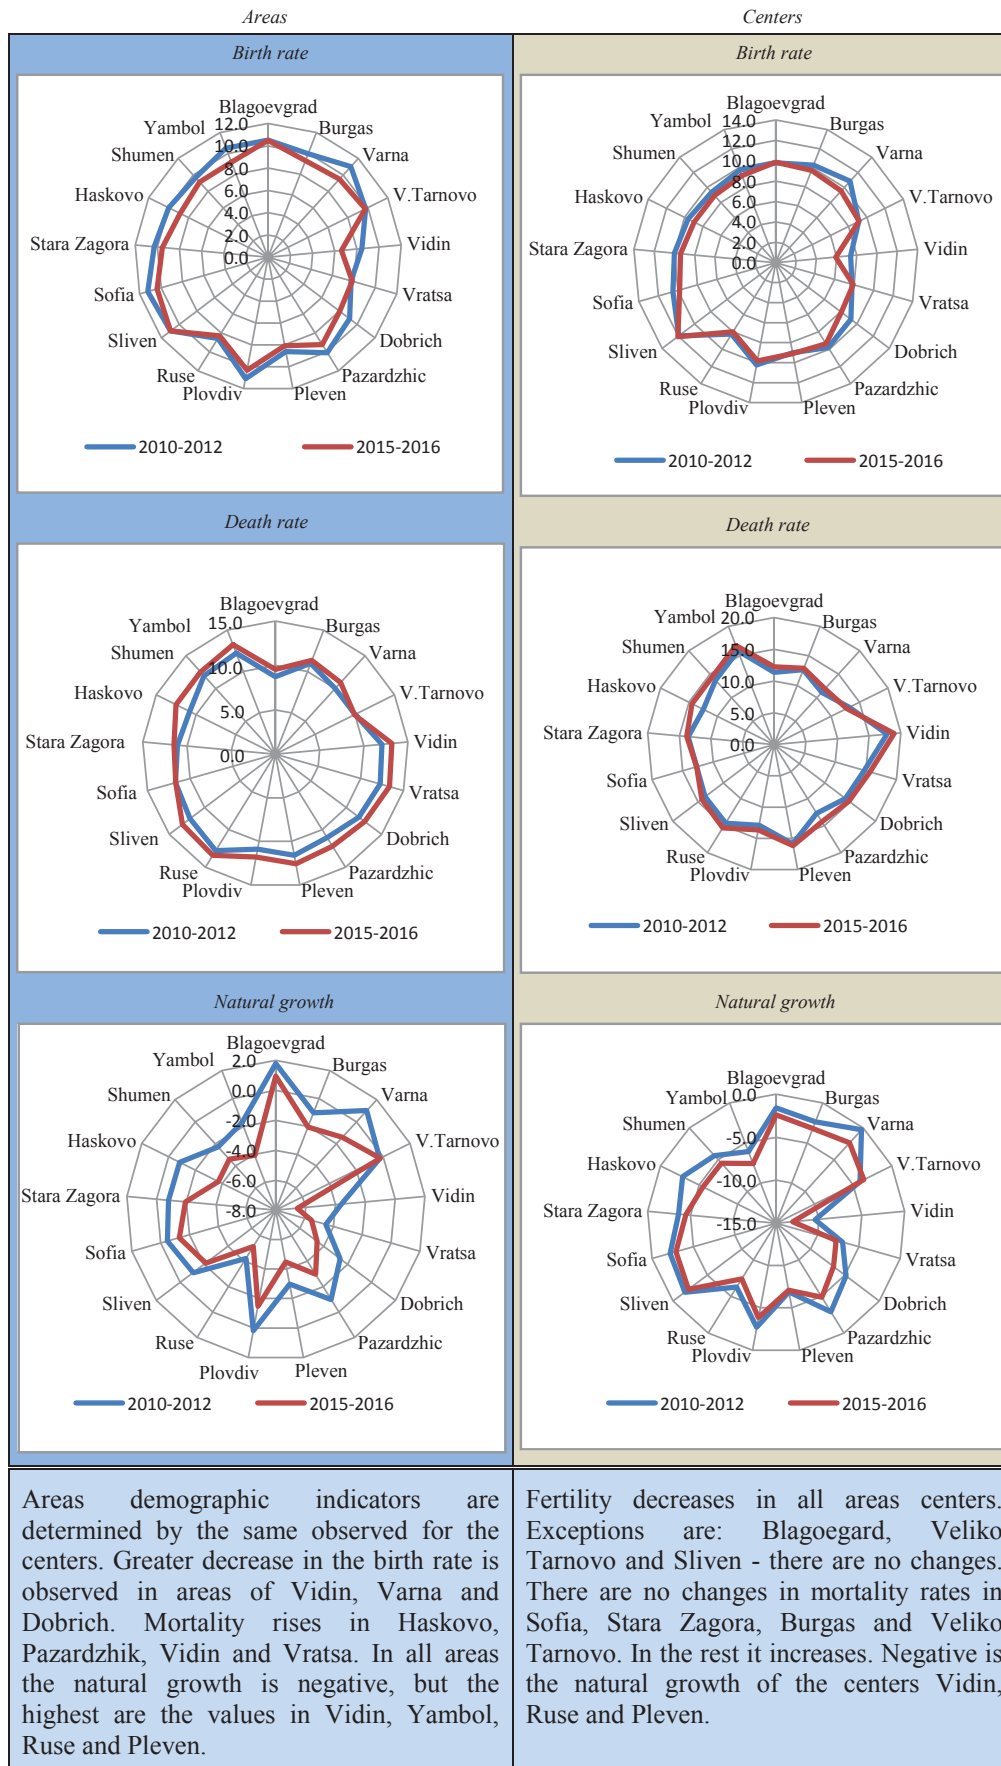 Areas
Centers
Birth rate
Birth rate
Blagoevgrad
Burgas
Varna
V.Tarnovo
Vidin
Vratsa
Dobrich
Pazardzhic
Pleven
Plovdiv
Ruse
Sliven
Sofia
Stara Zagora
Haskovo
Shumen
Yambol
12.0
10.0
8.0
6.0
4.0
2.0
0.0
2010-2012
2015-2016
Blagoevgrad
Burgas
Varna
V.Tarnovo
Vidin
Vratsa
Dobrich
Pazardzhic
Pleven
Plovdiv
Ruse
Sliven
Sofia
Stara Zagora
Haskovo
Shumen
Yambol
14.0
12.0
10.0
8.0
6.0
4.0
2.0
0.0
2010-2012
2015-2016
Death rate
Death rate
Blagoevgrad
Burgas
Varna
V.Tarnovo
Vidin
Vratsa
Dobrich
Pazardzhic
Pleven
Plovdiv
Ruse
Sliven
Sofia
Stara Zagora
Haskovo
Shumen
Yambol
15.0
10.0
5.0
0.0
2010-2012
2015-2016
Blagoevgrad
Burgas
Varna
V.Tarnovo
Vidin
Vratsa
Dobrich
Pazardzhic
Pleven
Plovdiv
Ruse
Sliven
Sofia
Stara Zagora
Haskovo
Shumen
Yambol
20.0
15.0
10.0
5.0
0.0
2010-2012
2015-2016
Natural growth
Natural growth
Blagoevgrad
Burgas
Varna
V.Tarnovo
Vidin
Vratsa
Dobrich
Pazardzhic
Pleven
Plovdiv
Ruse
Sliven
Sofia
Stara Zagora
Haskovo
Shumen
Yambol
2.0
0.0
-2.0
-4.0
-6.0
-8.0
2010-2012
2015-2016
Blagoevgrad
Burgas
Varna
V.Tarnovo
Vidin
Vratsa
Dobrich
Pazardzhic
Pleven
Plovdiv
Ruse
Sliven
Sofia
Stara Zagora
Haskovo
Shumen
Yambol
0.0
-5.0
-10.0
-15.0
2010-2012
2015-2016
Areas demographic indicators are
determined by the same observed for the
centers. Greater decrease in the birth rate is
observed in areas of Vidin, Varna and
Dobrich. Mortality rises in Haskovo,
Pazardzhik, Vidin and Vratsa. In all areas
the natural growth is negative, but the
highest are the values in Vidin, Yambol,
Ruse and Pleven.
Fertility decreases in all areas centers.
Exceptions are: Blagoegard, Veliko
Tarnovo and Sliven - there are no changes.
There are no changes in mortality rates in
Sofia, Stara Zagora, Burgas and Veliko
Tarnovo. In the rest it increases. Negative is
the natural growth of the centers Vidin,
Ruse and Pleven.